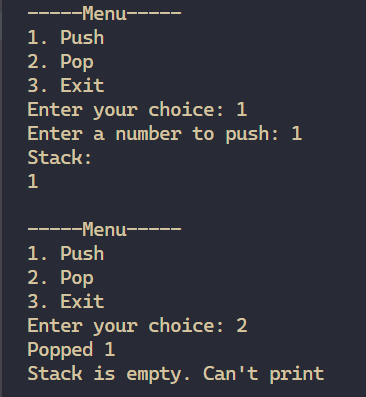 -----Menu-----
1. Push
2. Pop
3. Exit
Enter your choice: 1
Enter a number to push: 1
Stack:
1
-----Menu-----
1. Push
2. Pop
3. Exit
Enter your choice: 2
Popped 1
Stack is empty. Can't print